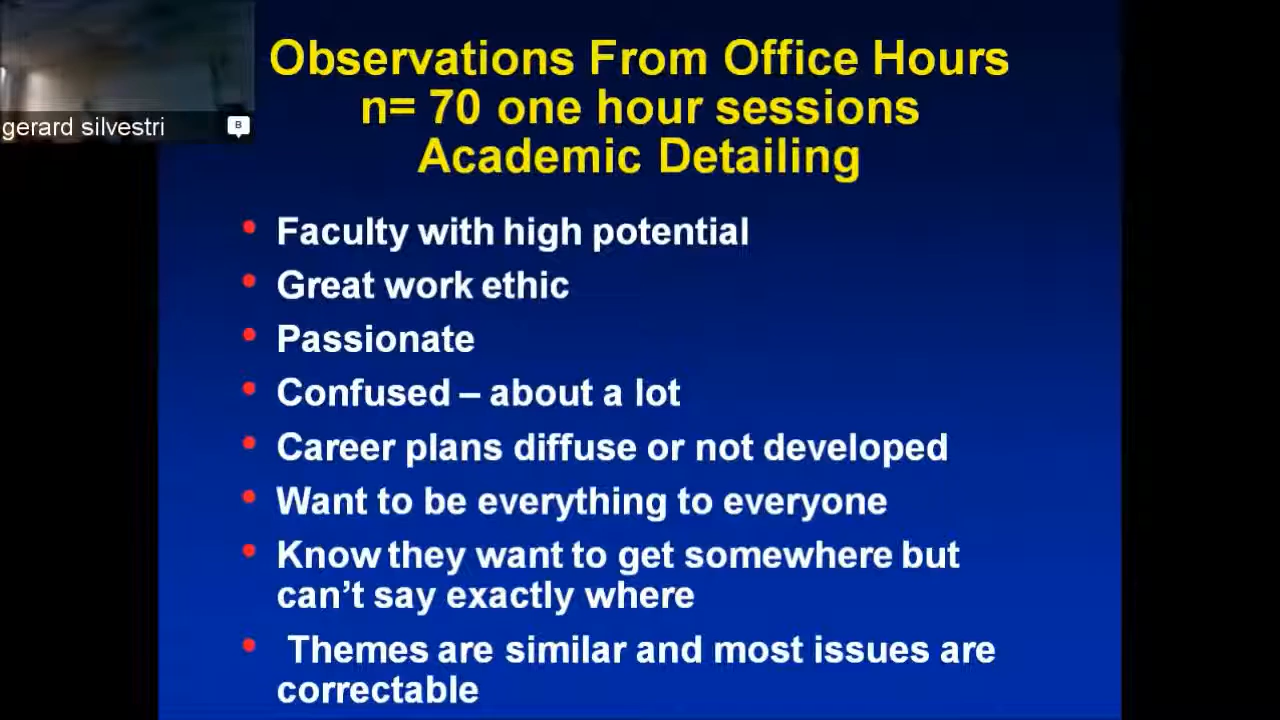 Observations From Office Hours
n= 70 one hour sessions
Academic Detailing
gerard silvestri
B
• Faculty with high potential
• Great work ethic
• Passionate
• Confused – about a lot
• Career plans diffuse or not developed
• Want to be everything to everyone
• Know they want to get somewhere but
can’t say exactly where
• Themes are similar and most issues are
correctable